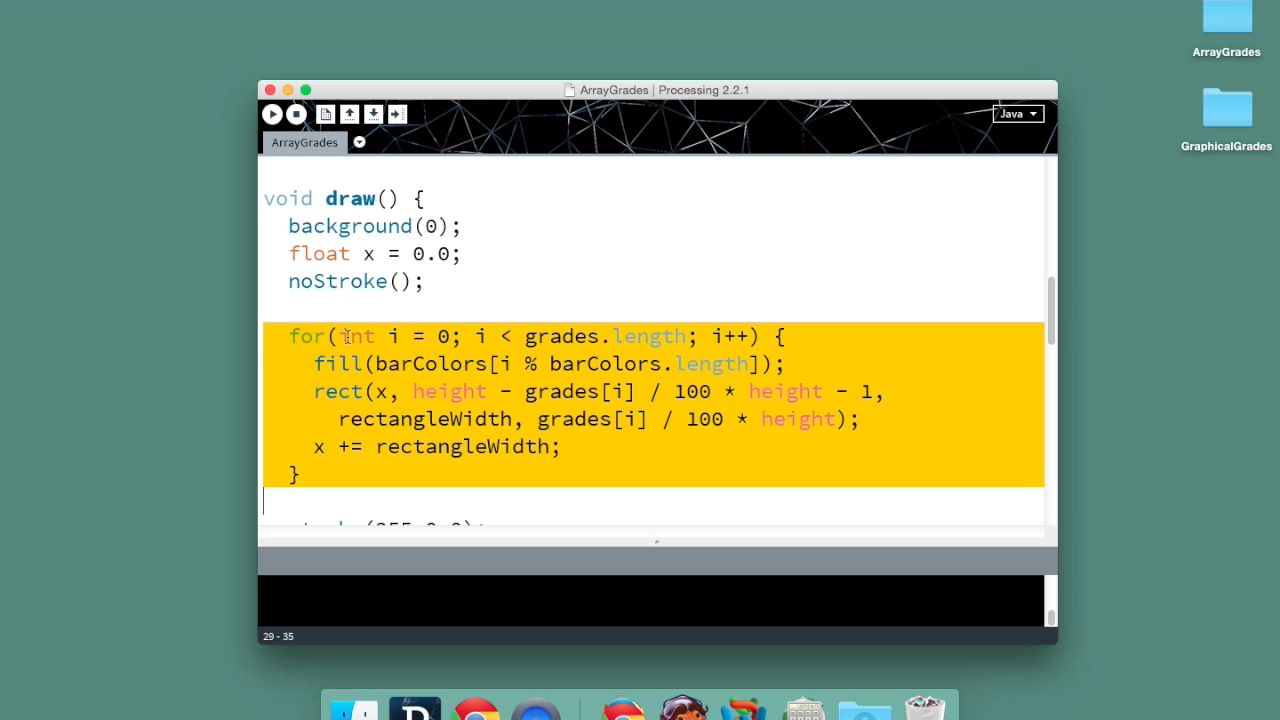 ArrayGrades
GraphicalGrades
ArrayGrades | Processing 2.2.1
Java
ArrayGrades
void draw() {
background(0);
float x = 0.0;
noStroke();
for(int i = 0; i < grades.length; i++) {
fill(barColors[i % barColors.length]);
rect(x, height - grades[i] / 100 * height - 1,
rectangleWidth, grades[i] / 100 * height);
x += rectangleWidth;
}
29 - 35